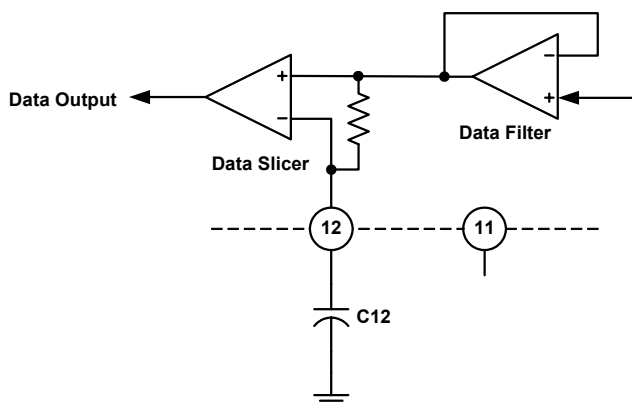 +
−
−
+
Data Output
Data Filter
Data Slicer
12
11
C12